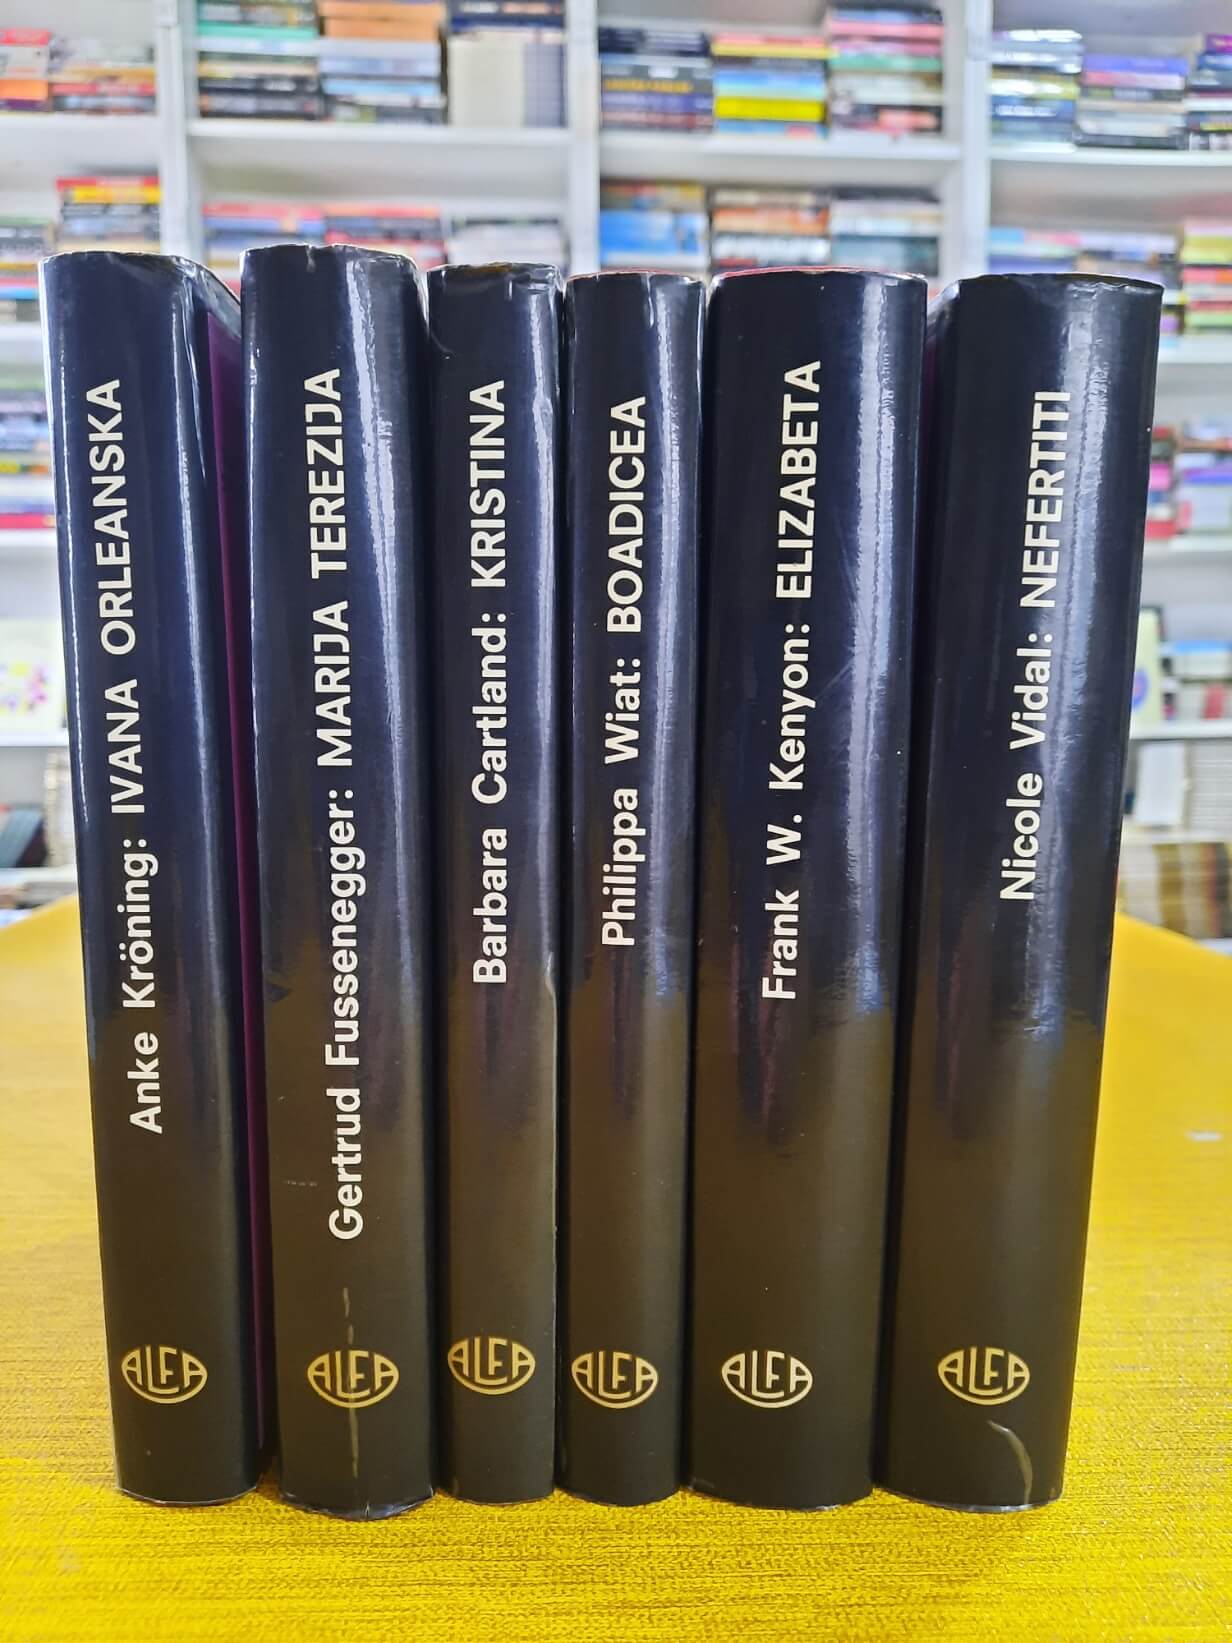 Anke Kröning: IVANA ORLEANSKA
ALFA
Gertrud Fussenegger: MARIJA TEREZIJA
ALFA
Barbara Cartland: KRISTINA
ALFA
Philippa Wiat: BOADICEA
ALFA
Frank W. Kenyon: ELIZABETA
ALFA
Nicole Vidal: NEFERTITI
ALFA